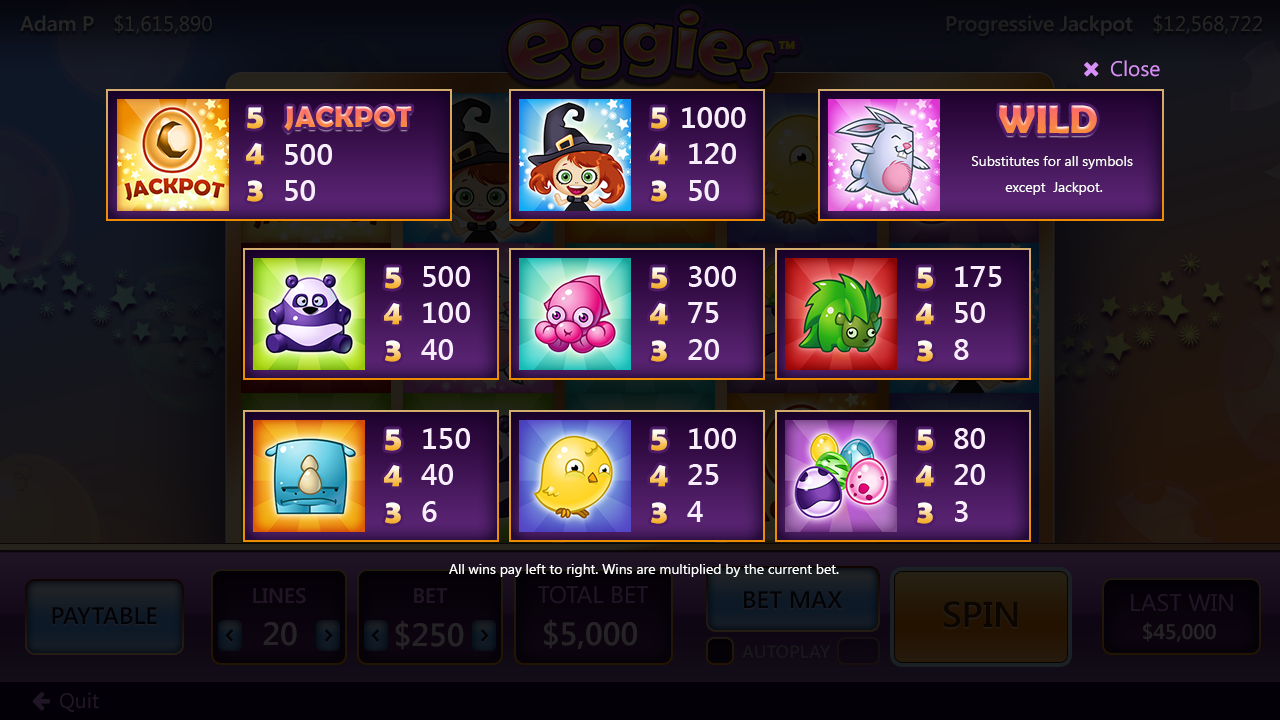 Adam P $1,615,890
eggies™
Progressive Jackpot $12,568,722
✖ Close
JACKPOT
5 JACKPOT
4 500
3 50
5 1000
4 120
3 50
WILD
Substitutes for all symbols
except Jackpot.
5 500
4 100
3 40
5 300
4 75
3 20
5 175
4 50
3 8
5 150
4 40
3 6
5 100
4 25
3 4
5 80
4 20
3 3
All wins pay left to right. Wins are multiplied by the current bet.
PAYTABLE
LINES
< 20 >
BET
< $250 >
TOTAL BET
$5,000
BET MAX
AUTOPLAY
SPIN
LAST WIN
$45,000
Quit